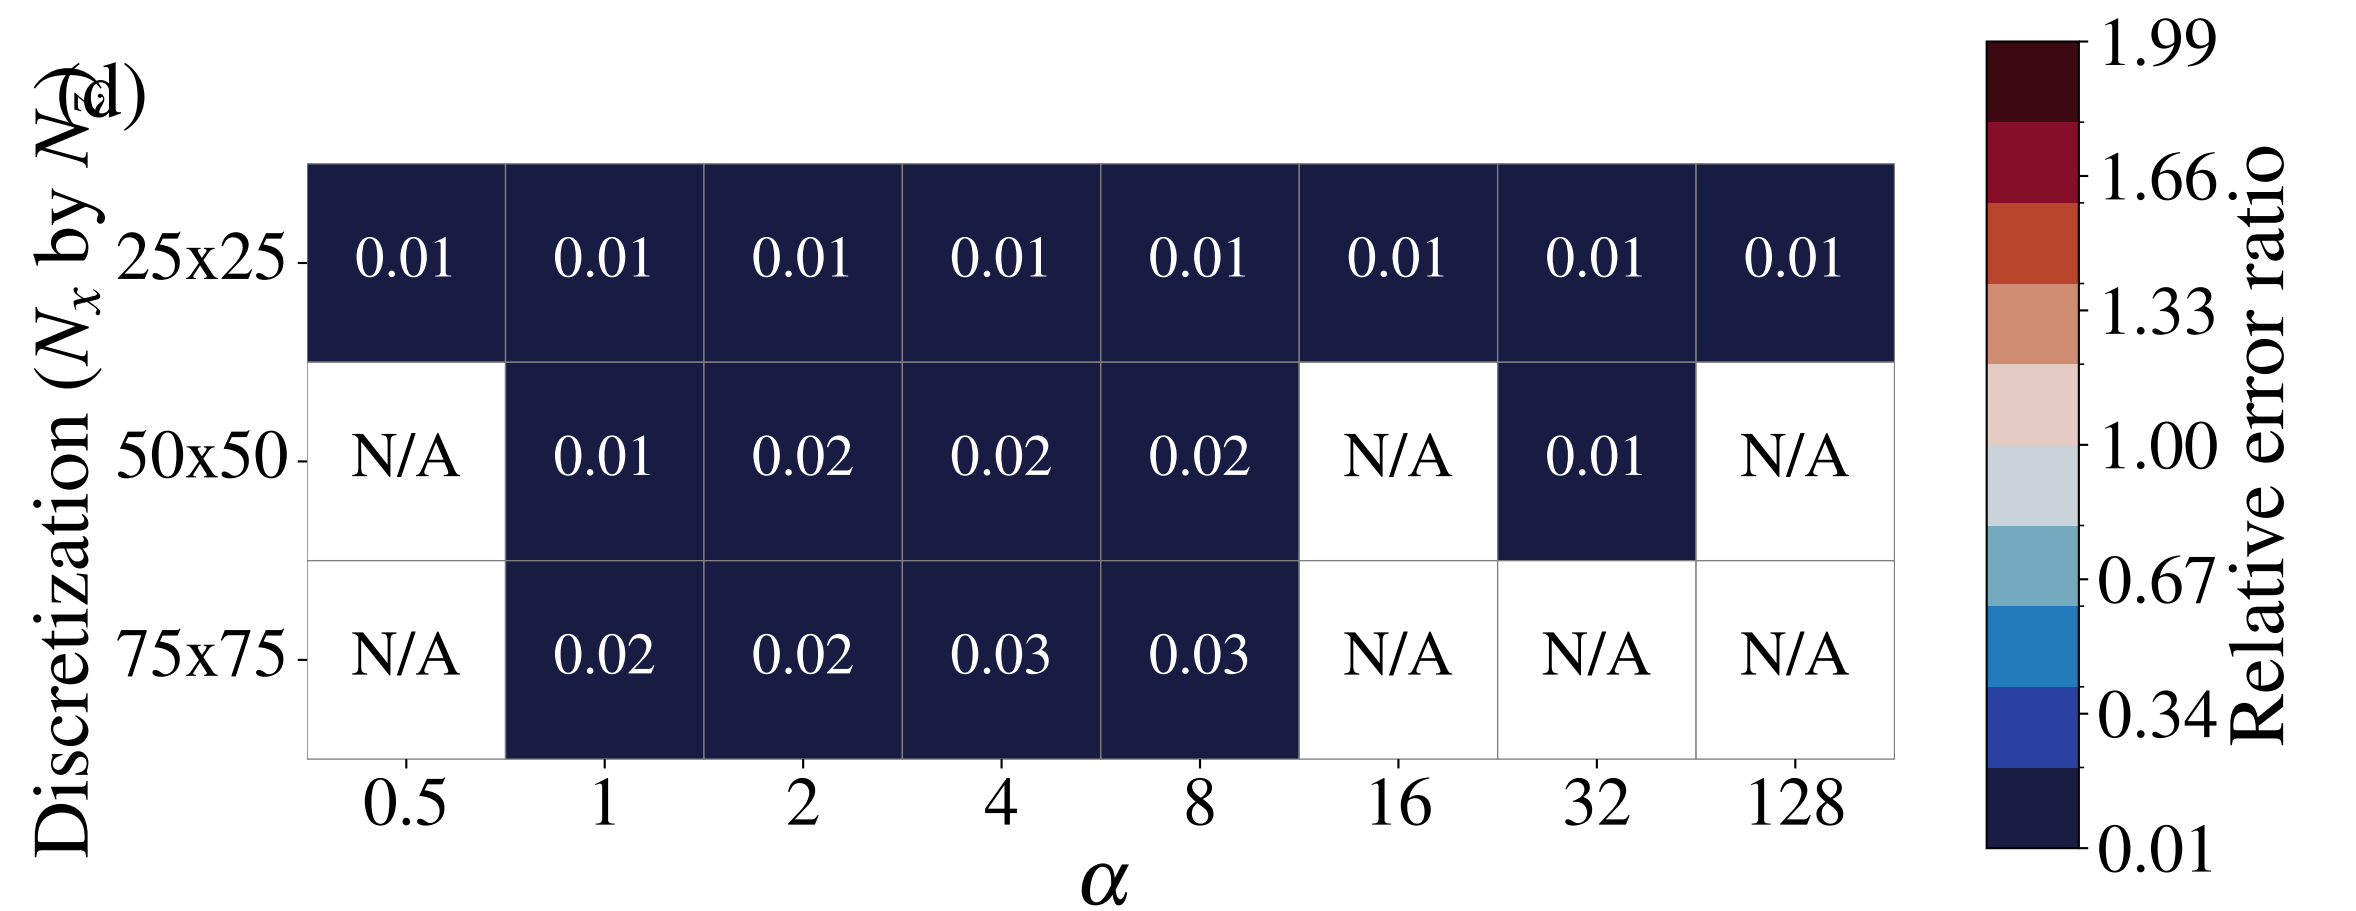 (d)
Discretization (Nx by Nz)
25x25 0.01 0.01 0.01 0.01 0.01 0.01 0.01 0.01
50x50 N/A 0.01 0.02 0.02 0.02 N/A 0.01 N/A
75x75 N/A 0.02 0.02 0.03 0.03 N/A N/A N/A
0.5 1 2 4 8 16 32 128
α
1.99
1.66
1.33
1.00
0.67
0.34
0.01
Relative error ratio